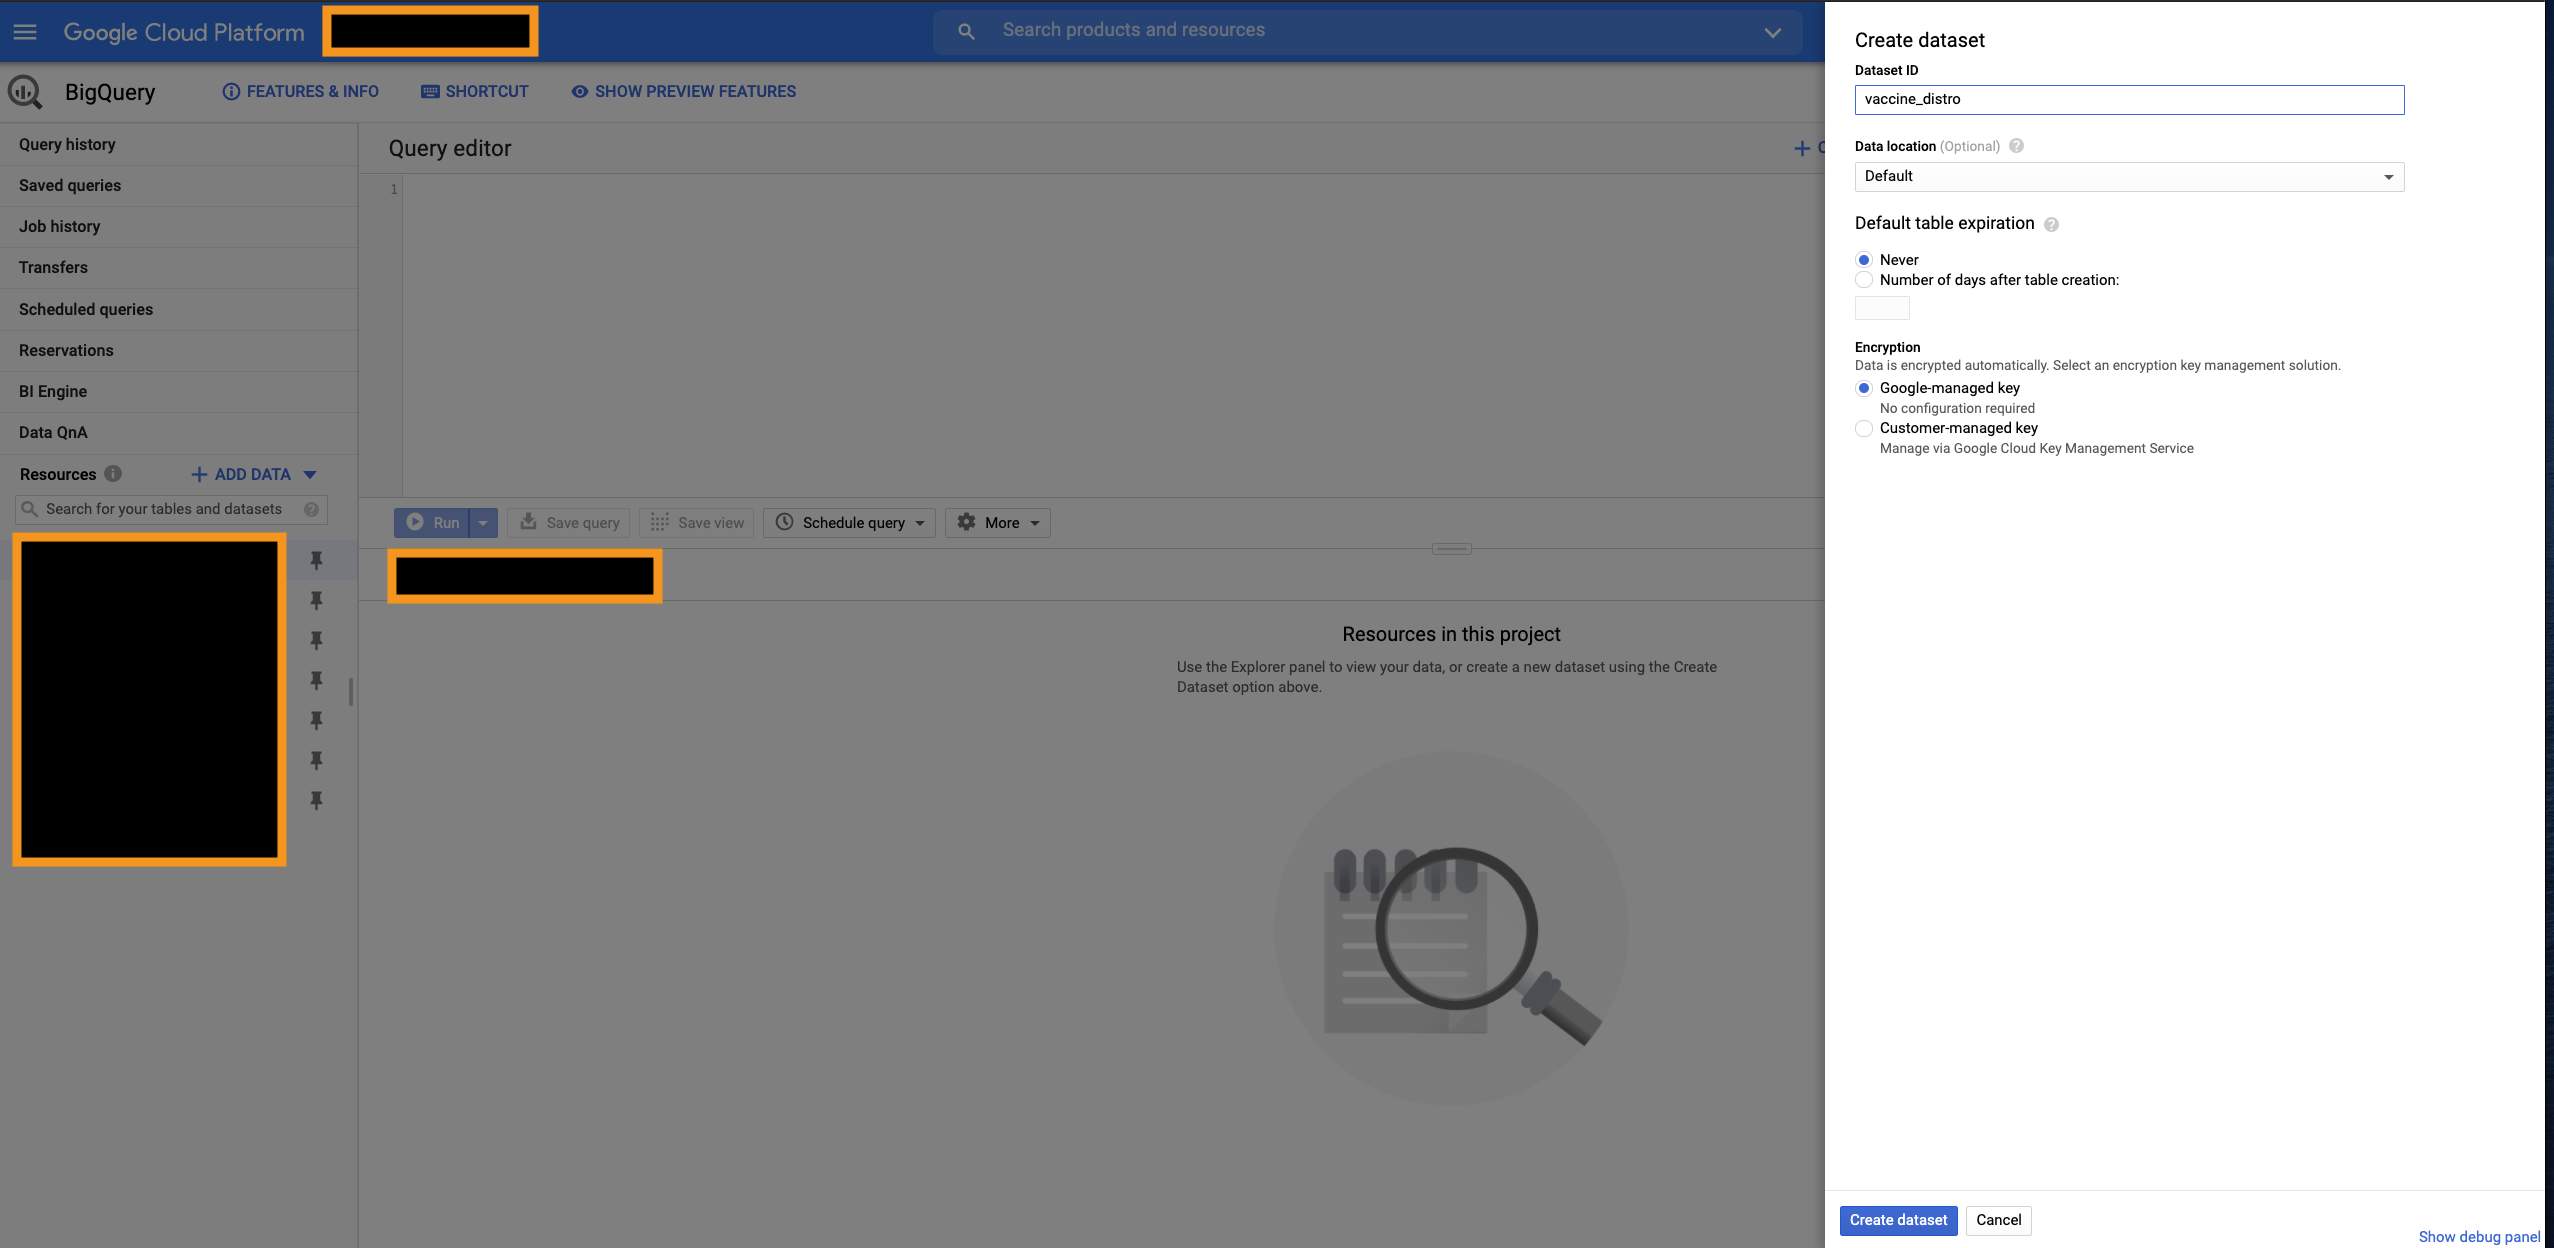 Google Cloud Platform
Search products and resources
BigQuery
FEATURES & INFO
SHORTCUT
SHOW PREVIEW FEATURES
Query history
Saved queries
Job history
Transfers
Scheduled queries
Reservations
BI Engine
Data QnA
Resources
ADD DATA
Search for your tables and datasets
Query editor
1
Run
Save query
Save view
Schedule query
More
Resources in this project
Use the Explorer panel to view your data, or create a new dataset using the Create
Dataset option above.
Create dataset
Dataset ID
vaccine_distro
Data location (Optional)
Default
Default table expiration
Never
Number of days after table creation:
Encryption
Data is encrypted automatically. Select an encryption key management solution.
Google-managed key
No configuration required
Customer-managed key
Manage via Google Cloud Key Management Service
Create dataset
Cancel
Show debug panel